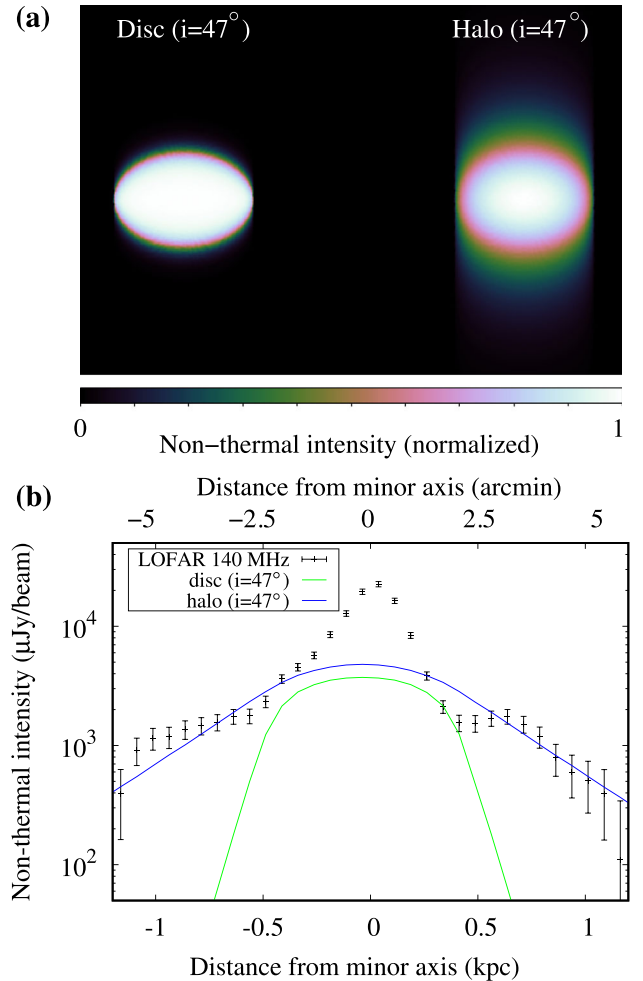 (a)
Disc (i=47°) Halo (i=47°)
0 1
Non−thermal intensity (normalized)
(b)
Distance from minor axis (arcmin)
−5 −2.5 0 2.5 5
LOFAR 140 MHz
disc (i=47°)
halo (i=47°)
Non-thermal intensity (μJy/beam)
10^4
10^3
10^2
-1 -0.5 0 0.5 1
Distance from minor axis (kpc)